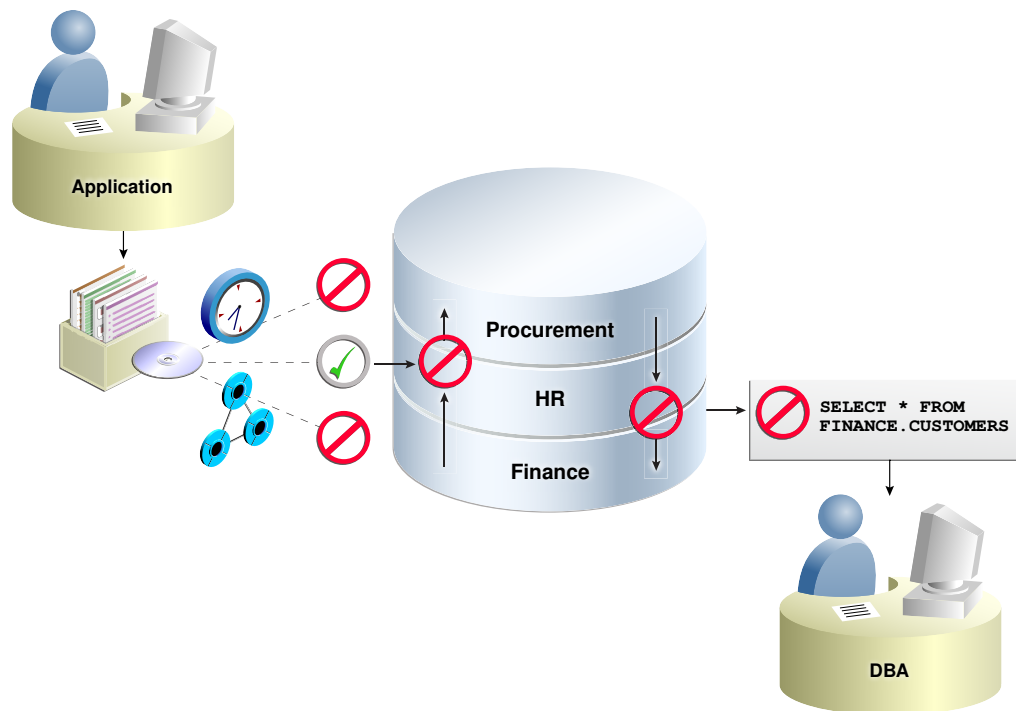 Application
Procurement
HR
Finance
SELECT * FROM
FINANCE.CUSTOMERS
DBA